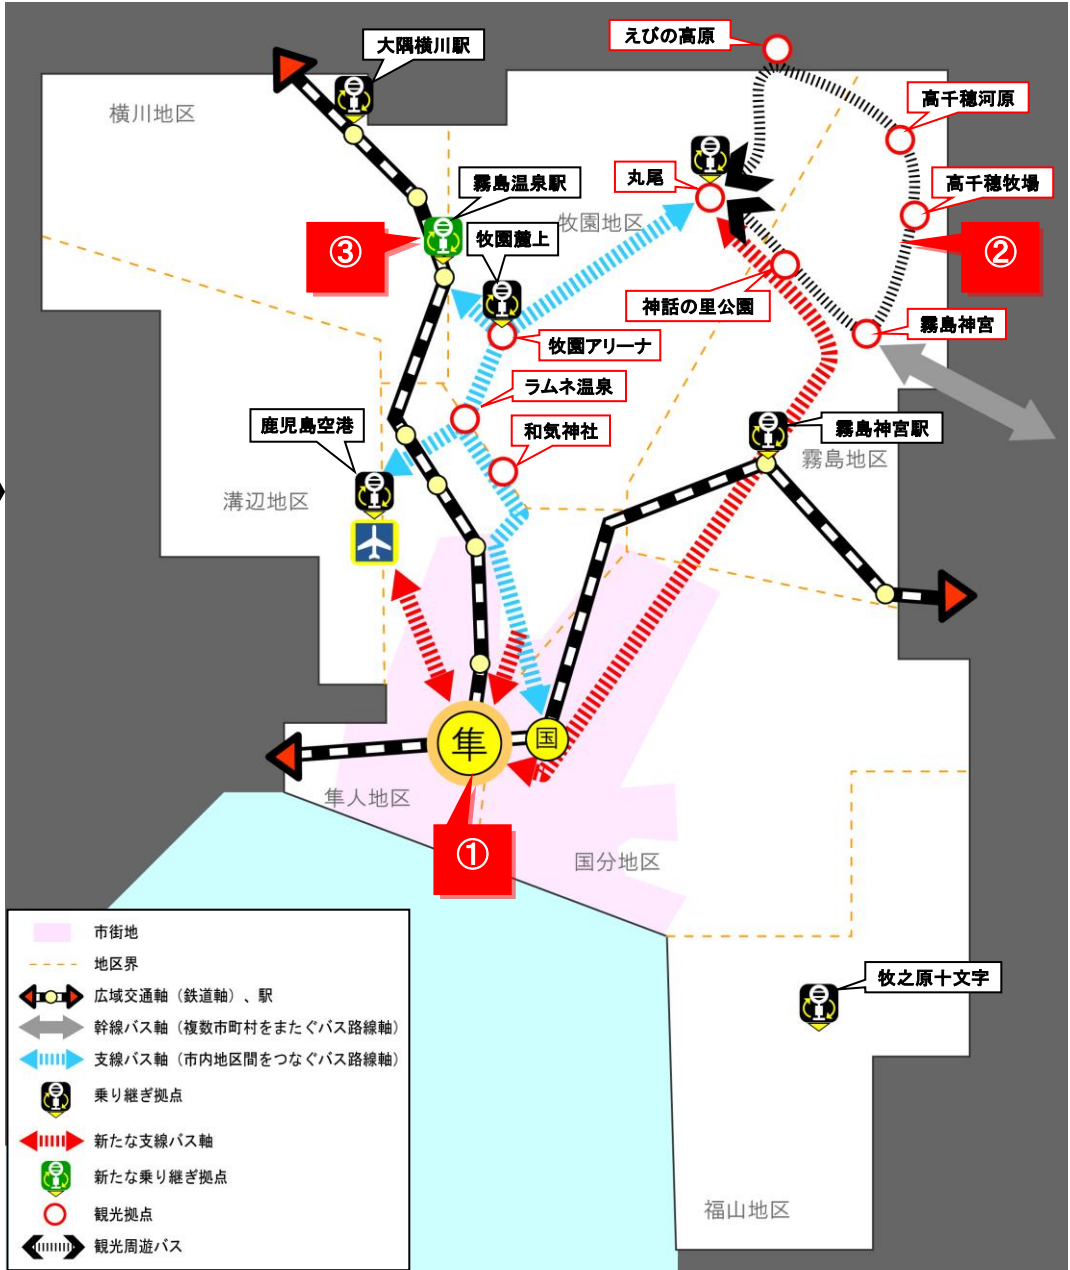 えびの高原
大隅横川駅
高千穂河原
横川地区
霧島温泉駅
丸尾
高千穂牧場
牧園地区
③
牧園麓上
②
神話の里公園
霧島神宮
牧園アリーナ
ラムネ温泉
鹿児島空港
和気神社
霧島神宮駅
霧島地区
溝辺地区
隼
国
隼人地区
①
国分地区
牧之原十文字
福山地区
市街地
地区界
広域交通軸（鉄道軸）、駅
幹線バス軸（複数市町村をまたぐバス路線軸）
支線バス軸（市内地区間をつなぐバス路線軸）
乗り継ぎ拠点
新たな支線バス軸
新たな乗り継ぎ拠点
観光拠点
観光周遊バス